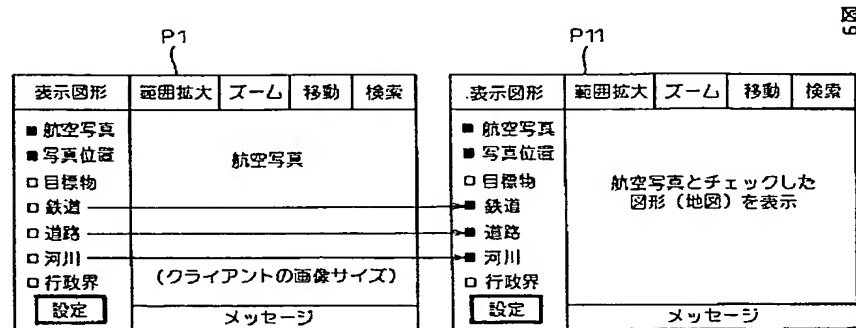 図5
P1
P11
表示図形 範囲拡大 ズーム 移動 検索
■ 航空写真
■ 写真位置
□ 目標物
□ 鉄道
□ 道路
□ 河川
□ 行政界
設定
航空写真
(クライアントの画像サイズ)
メッセージ
表示図形 範囲拡大 ズーム 移動 検索
■ 航空写真
■ 写真位置
□ 目標物
■ 鉄道
■ 道路
■ 河川
□ 行政界
設定
航空写真とチェックした
図形(地図)を表示
メッセージ